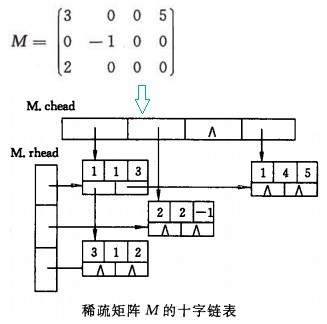 M = 3 0 0 5
0 -1 0 0
2 0 0 0
M. chead
∧
M. rhead
1 1 3
1 4 5
∧ ∧
2 2 -1
∧ ∧
3 1 2
∧ ∧
稀疏矩阵 M 的十字链表